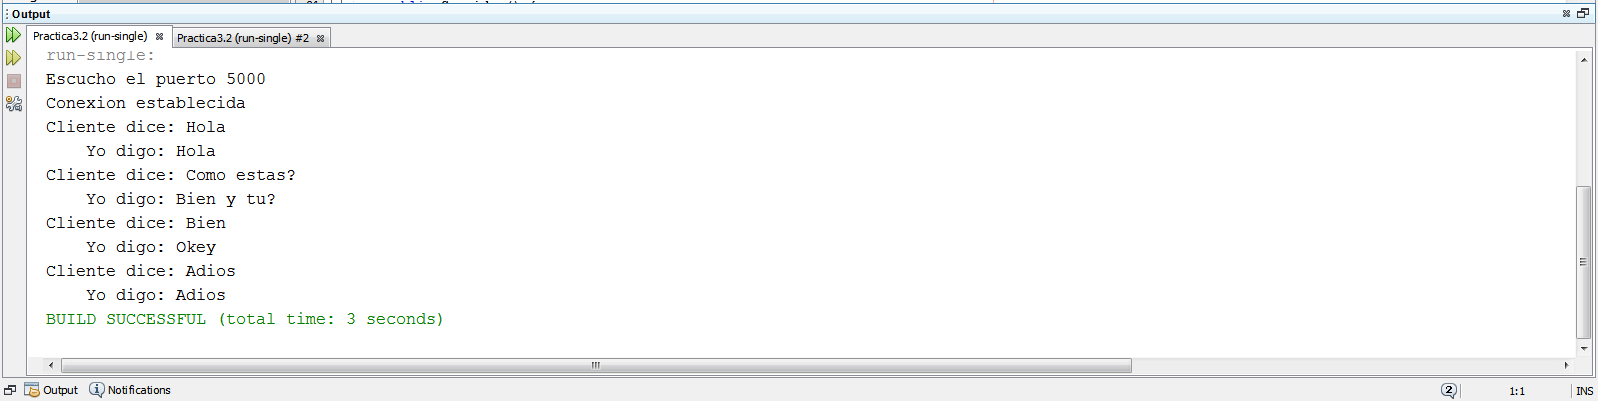 Output
Practica3.2 (run-single)  Practica3.2 (run-single) #2
run-single:
Escucho el puerto 5000
Conexion establecida
Cliente dice: Hola
Yo digo: Hola
Cliente dice: Como estas?
Yo digo: Bien y tu?
Cliente dice: Bien
Yo digo: Okey
Cliente dice: Adios
Yo digo: Adios
BUILD SUCCESSFUL (total time: 3 seconds)
Output  Notifications  2  1:1  INS